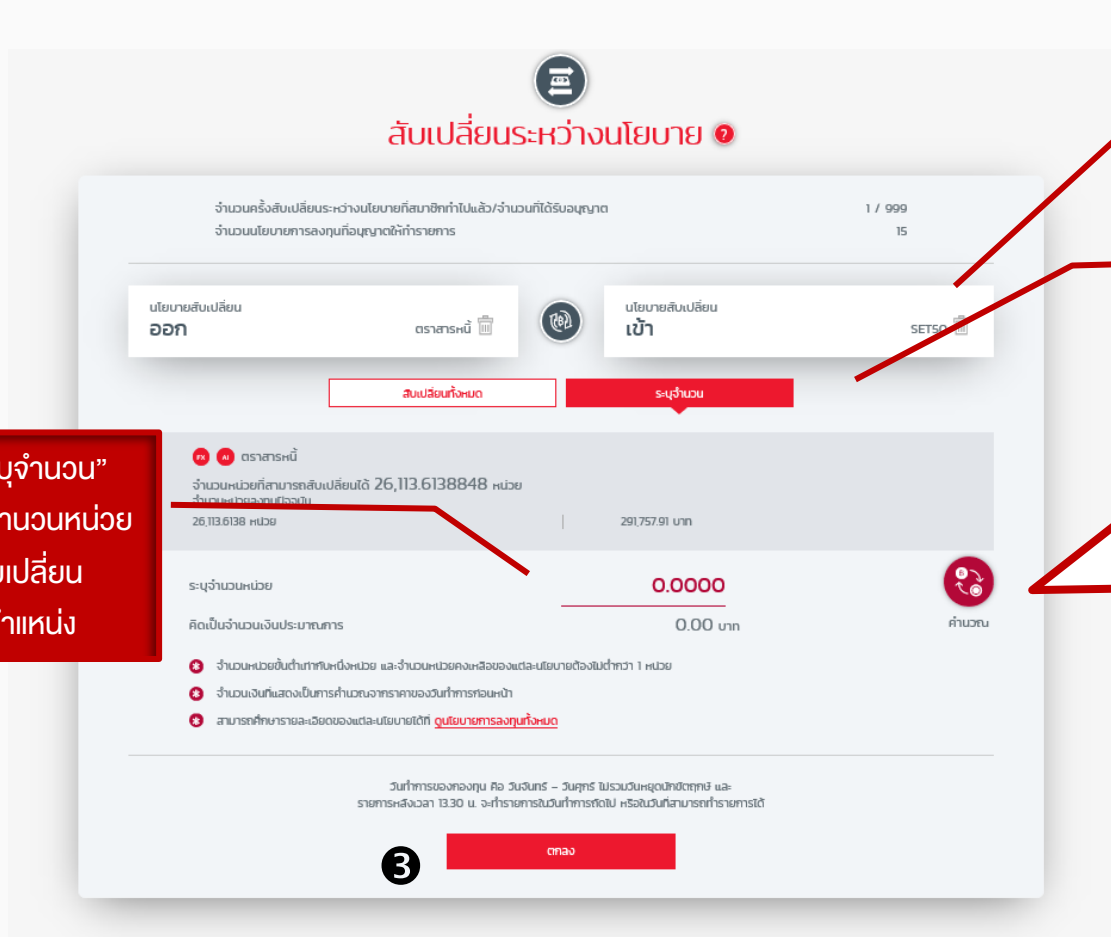 สับเปลี่ยนระหว่างนโยบาย ?
จำนวนครั้งสับเปลี่ยนระหว่างนโยบายที่สมาชิกทำไปแล้ว/จำนวนที่ได้รับอนุญาต 1 / 999
จำนวนนโยบายการลงทุนที่อนุญาตให้ทำรายการ 15
นโยบายสับเปลี่ยน
ออก ตราสารหนี้
นโยบายสับเปลี่ยน
เข้า SET50
สับเปลี่ยนทั้งหมด ระบุจำนวน
FX AI ตราสารหนี้
จำนวนหน่วยที่สามารถสับเปลี่ยนได้ 26,113.6138848 หน่วย
จำนวนหน่วยลงทุนปัจจุบัน
26,113.6138 หน่วย | 291,757.91 บาท
บุจำนวน”
จำนวนหน่วย
บเปลี่ยน
ำแหน่ง
ระบุจำนวนหน่วย 0.0000
คิดเป็นจำนวนเงินประมาณการ 0.00 บาท
คำนวณ
* จำนวนหน่วยขั้นต่ำเท่ากับหนึ่งหน่วย และจำนวนหน่วยคงเหลือของแต่ละนโยบายต้องไม่ต่ำกว่า 1 หน่วย
* จำนวนเงินที่แสดงเป็นการคำนวณจากราคาของวันทำการก่อนหน้า
* สามารถศึกษารายละเอียดของแต่ละนโยบายได้ที่ ดูนโยบายการลงทุนทั้งหมด
วันทำการของกองทุน คือ วันจันทร์ – วันศุกร์ ไม่รวมวันหยุดนักขัตฤกษ์ และ
รายการหลังเวลา 13.30 น. จะทำรายการในวันทำการถัดไป หรือในวันที่สามารถทำรายการได้
❸ ตกลง